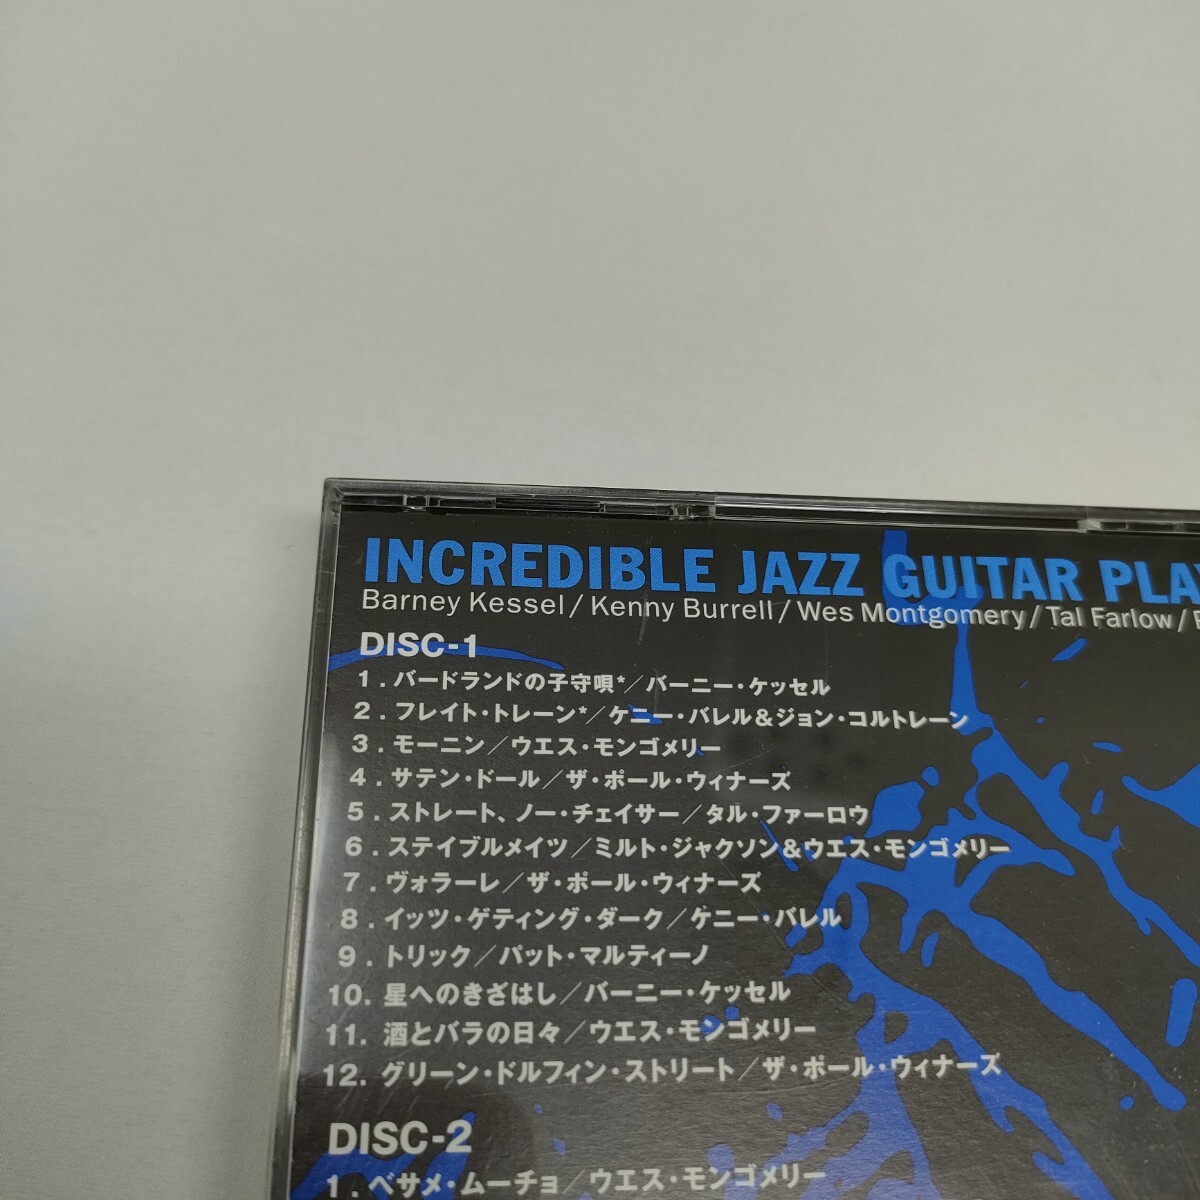 INCREDIBLE JAZZ GUITAR PLAY
Barney Kessel/Kenny Burrell/Wes Montgomery/Tal Farlow/
DISC-1
1. バードランドの子守唄*/バーニー・ケッセル
2. フレイト・トレーン*/ケニー・バレル&ジョン・コルトレーン
3. モーニン/ウエス・モンゴメリー
4. サテン・ドール/ザ・ポール・ウィナーズ
5. ストレート、ノー・チェイサー/タル・ファーロウ
6. ステイブルメイツ/ミルト・ジャクソン&ウエス・モンゴメリー
7. ヴォラーレ/ザ・ポール・ウィナーズ
8. イッツ・ゲティング・ダーク/ケニー・バレル
9. トリック/パット・マルティーノ
10. 星へのきざはし/バーニー・ケッセル
11. 酒とバラの日々/ウエス・モンゴメリー
12. グリーン・ドルフィン・ストリート/ザ・ポール・ウィナーズ
DISC-2
1. ベサメ・ムーチョ/ウエス・モンゴメリー